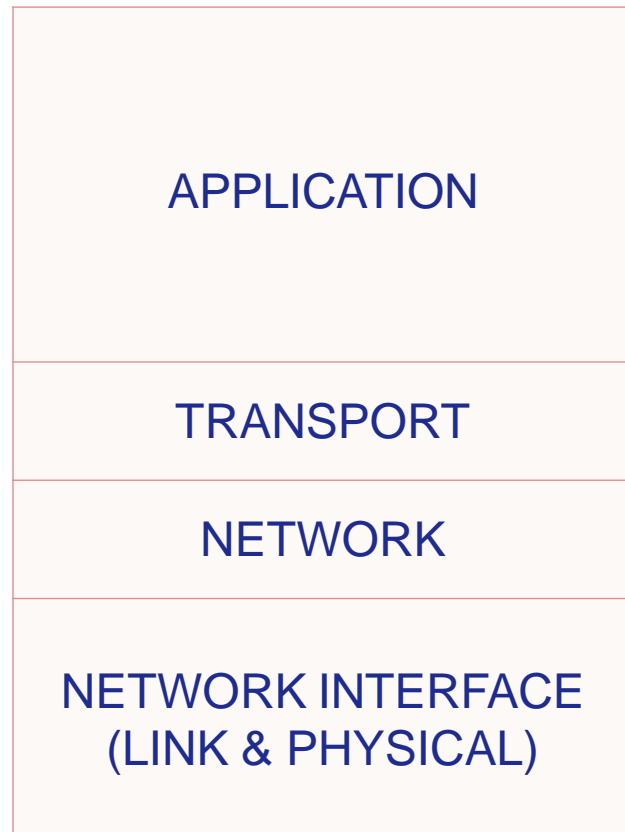 APPLICATION
TRANSPORT
NETWORK
NETWORK INTERFACE
(LINK & PHYSICAL)